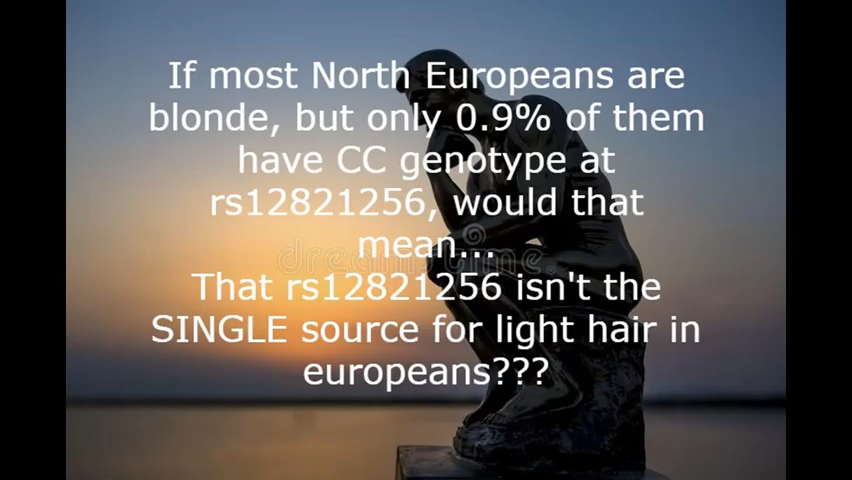 If most North Europeans are
blonde, but only 0.9% of them
have CC genotype at
rs12821256, would that
mean...
dreamstime.
That rs12821256 isn't the
SINGLE source for light hair in
europeans???